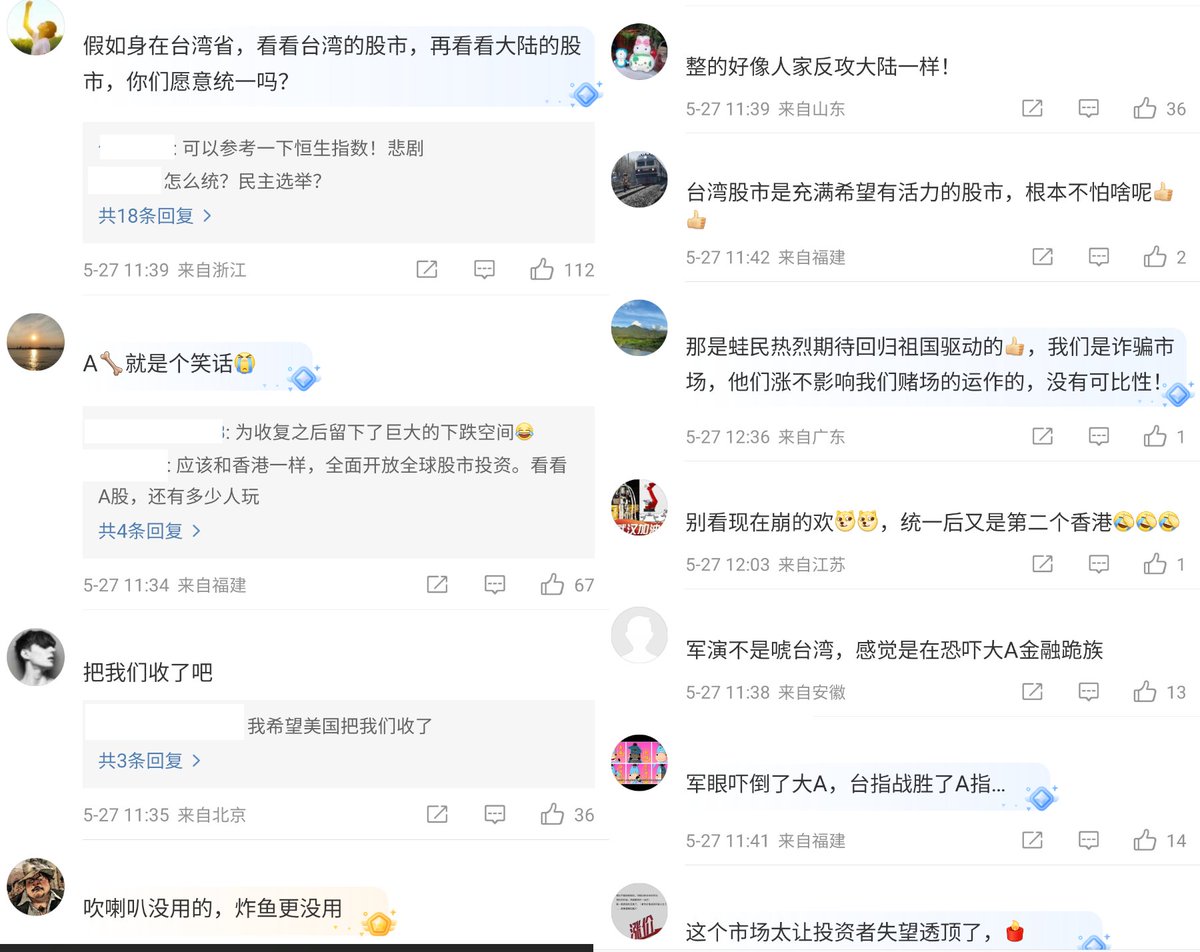 假如身在台湾省，看看台湾的股市，再看看大陆的股
市，你们愿意统一吗？
: 可以参考一下恒生指数！悲剧
怎么统？民主选举？
共18条回复 >
5-27 11:39 来自浙江
112
A🦴就是个笑话😭
: 为收复之后留下了巨大的下跌空间😂
: 应该和香港一样，全面开放全球股市投资。看看
A股，还有多少人玩
共4条回复 >
5-27 11:34 来自福建
67
把我们收了吧
我希望美国把我们收了
共3条回复 >
5-27 11:35 来自北京
36
吹喇叭没用的，炸鱼更没用
整的好像人家反攻大陆一样！
5-27 11:39 来自山东
36
台湾股市是充满希望有活力的股市，根本不怕啥呢👍
👍
5-27 11:42 来自福建
2
那是蛙民热烈期待回归祖国驱动的👍，我们是诈骗市
场，他们涨不影响我们赌场的运作的，没有可比性！
5-27 12:36 来自广东
1
别看现在崩的欢，统一后又是第二个香港🤣🤣🤣
5-27 12:03 来自江苏
1
军演不是唬台湾，感觉是在恐吓大A金融跪族
5-27 11:38 来自安徽
13
军眼吓倒了大A，台指战胜了A指...
5-27 11:41 来自福建
14
涨价
这个市场太让投资者失望透顶了，